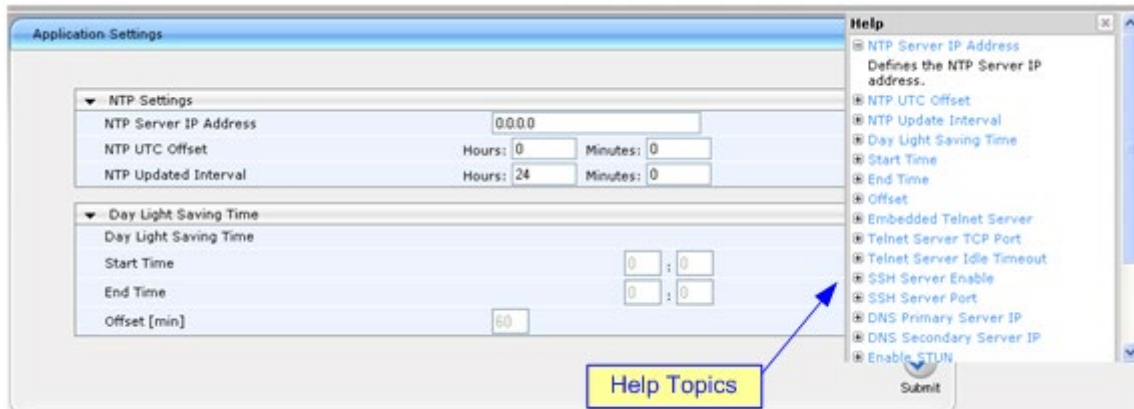 Application Settings
NTP Settings
NTP Server IP Address 0.0.0.0
NTP UTC Offset Hours: 0 Minutes: 0
NTP Updated Interval Hours: 24 Minutes: 0
Day Light Saving Time
Day Light Saving Time
Start Time 0 : 0
End Time 0 : 0
Offset [min] 60
Submit
Help
NTP Server IP Address
Defines the NTP Server IP
address.
NTP UTC Offset
NTP Update Interval
Day Light Saving Time
Start Time
End Time
Offset
Embedded Telnet Server
Telnet Server TCP Port
Telnet Server Idle Timeout
SSH Server Enable
SSH Server Port
DNS Primary Server IP
DNS Secondary Server IP
Enable STUN
Help Topics